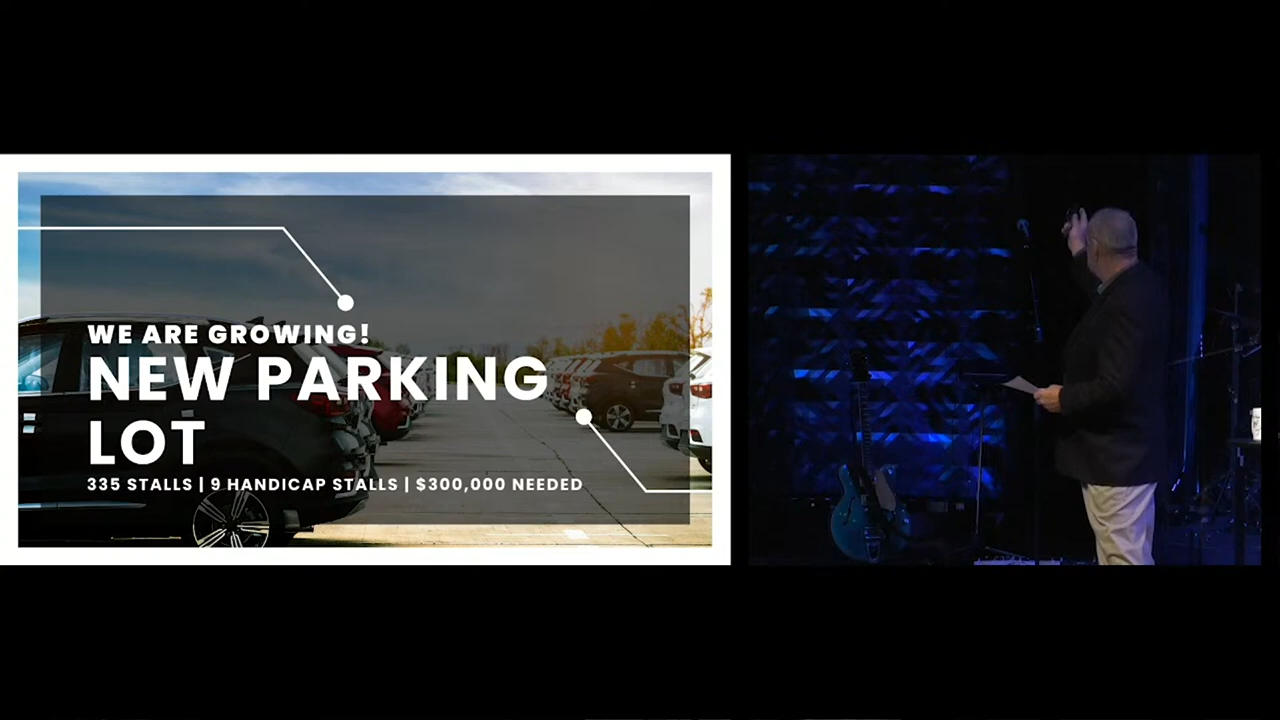 WE ARE GROWING!
NEW PARKING
LOT
335 STALLS | 9 HANDICAP STALLS | $300,000 NEEDED